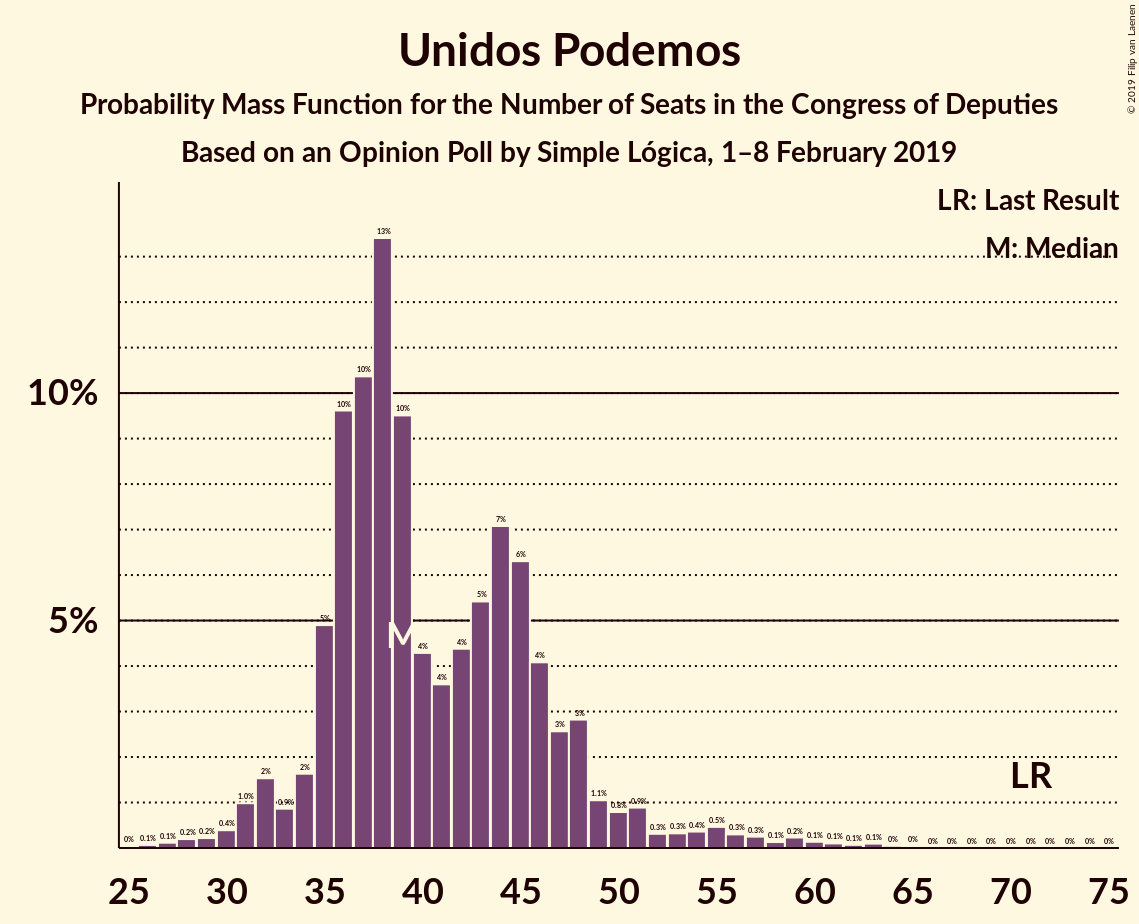 Unidos Podemos
Probability Mass Function for the Number of Seats in the Congress of Deputies
Based on an Opinion Poll by Simple Lógica, 1–8 February 2019
© 2019 Filip van Laenen
LR: Last Result
M: Median
10%
5%
0% 0.1% 0.1% 0.2% 0.2% 0.4% 1.0% 2% 0.9% 2% 5% 10% 10% 13% 10% 4% 4% 4% 5% 7% 6% 4% 3% 3% 1.1% 0.8% 0.9% 0.3% 0.3% 0.4% 0.5% 0.3% 0.3% 0.1% 0.2% 0.1% 0.1% 0.1% 0.1% 0% 0% 0% 0% 0% 0% 0% 0% 0% 0% 0% 0%
M
LR
25 30 35 40 45 50 55 60 65 70 75